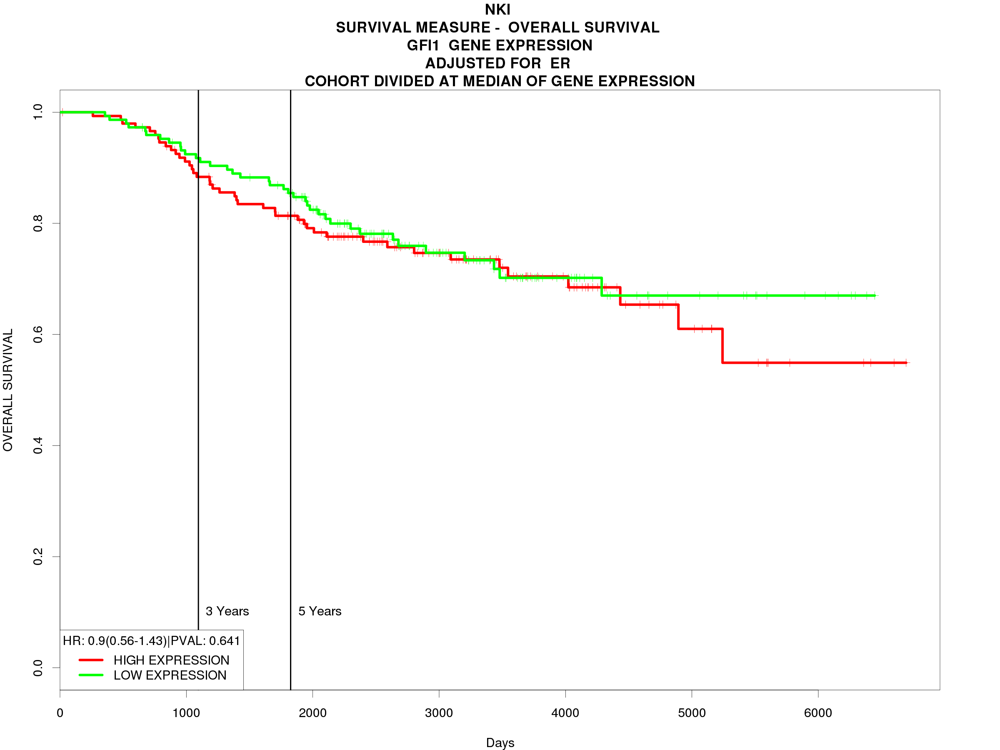 NKI
SURVIVAL MEASURE - OVERALL SURVIVAL
GFI1 GENE EXPRESSION
ADJUSTED FOR ER
COHORT DIVIDED AT MEDIAN OF GENE EXPRESSION
OVERALL SURVIVAL
1.0
0.8
0.6
0.4
0.2
0.0
3 Years
5 Years
HR: 0.9(0.56-1.43)|PVAL: 0.641
HIGH EXPRESSION
LOW EXPRESSION
0 1000 2000 3000 4000 5000 6000
Days